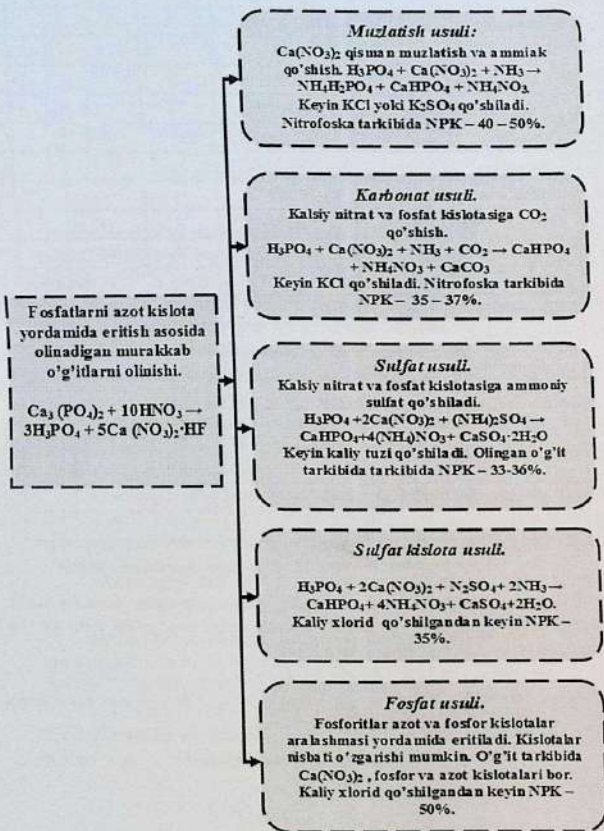 Fosfatlarni azot kislota
yordamida eritish asosida
olinadigan murakkab
o'g'itlarni olinishi.
Ca₃ (PO₄)₂ + 10HNO₃ →
3H₃PO₄ + 5Ca (NO₃)₂·HF
Muzlatish usuli:
Ca(NO₃)₂ qisman muzlatish va ammiak
qo'shish. H₃PO₄ + Ca(NO₃)₂ + NH₃ →
NH₄H₂PO₄ + CaHPO₄ + NH₄NO₃.
Keyin KCl yoki K₂SO₄ qo'shiladi.
Nitrofoska tarkibida NPK – 40 – 50%.
Karbonat usuli.
Kalsiy nitrat va fosfat kislotasiga CO₂
qo'shish.
H₃PO₄ + Ca(NO₃)₂ + NH₃ + CO₂ → CaHPO₄
+ NH₄NO₃ + CaCO₃
Keyin KCl qo'shiladi. Nitrofoska tarkibida
NPK – 35 – 37%.
Sulfat usuli.
Kalsiy nitrat va fosfat kislotasiga ammoniy
sulfat qo'shiladi.
H₃PO₄ +2Ca(NO₃)₂ + (NH₄)₂SO₄ →
CaHPO₄+4(NH₄)NO₃+ CaSO₄·2H₂O
Keyin kaliy tuzi qo'shiladi. Olingan o'g'it
tarkibida tarkibida NPK – 33-36%.
Sulfat kislota usuli.
H₃PO₄ + 2Ca(NO₃)₂ + N₂SO₄+ 2NH₃→
CaHPO₄+ 4NH₄NO₃+ CaSO₄+2H₂O.
Kaliy xlorid qo'shilgandan keyin NPK –
35%.
Fosfat usuli.
Fosforitlar azot va fosfor kislotalar
aralashmasi yordamida eritiladi. Kislotalar
nisbati o'zgarishi mumkin. O'g'it tarkibida
Ca(NO₃)₂ , fosfor va azot kislotalari bor.
Kaliy xlorid qo'shilgandan keyin NPK –
50%.